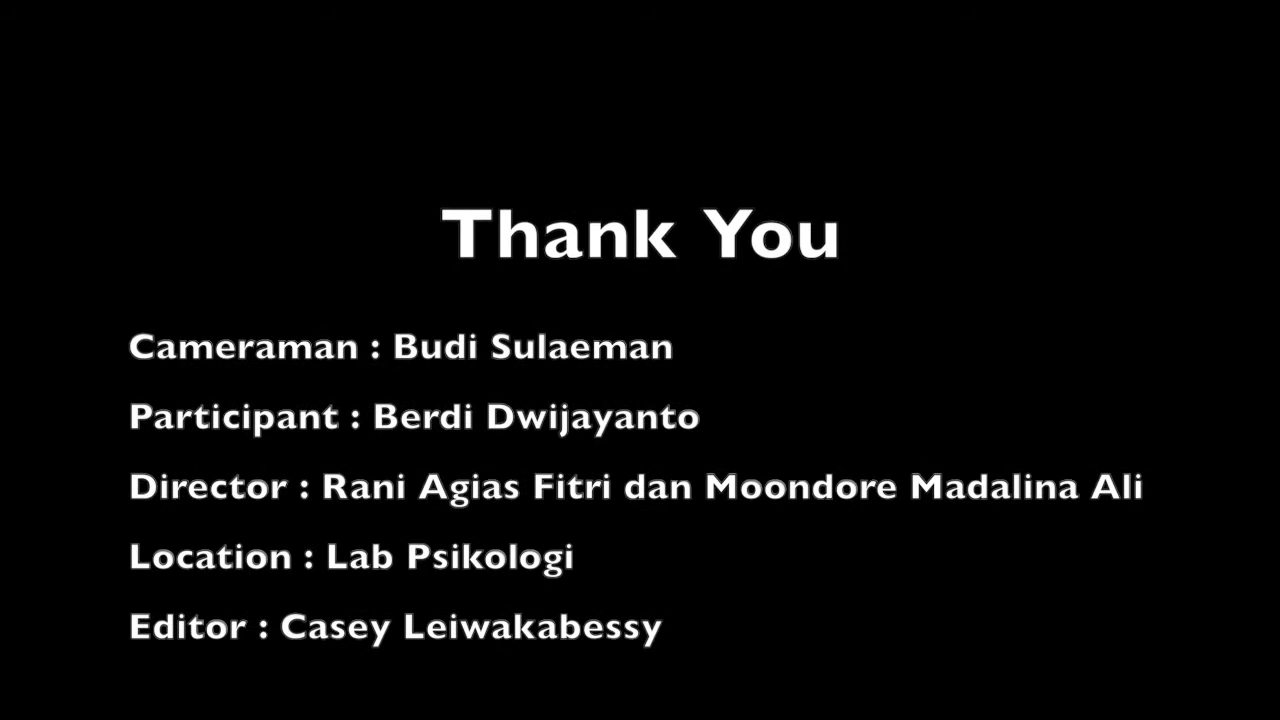 Thank You
Cameraman : Budi Sulaeman
Participant : Berdi Dwijayanto
Director : Rani Agias Fitri dan Moondore Madalina Ali
Location : Lab Psikologi
Editor : Casey Leiwakabessy